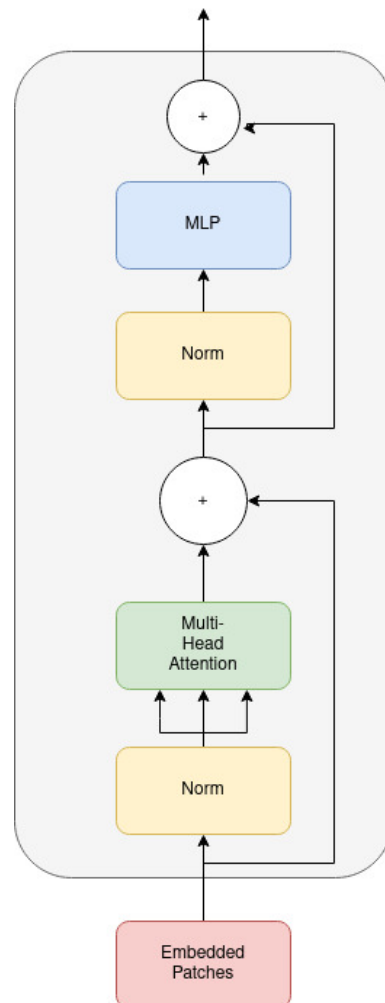 +
MLP
Norm
+
Multi-
Head
Attention
Norm
Embedded
Patches